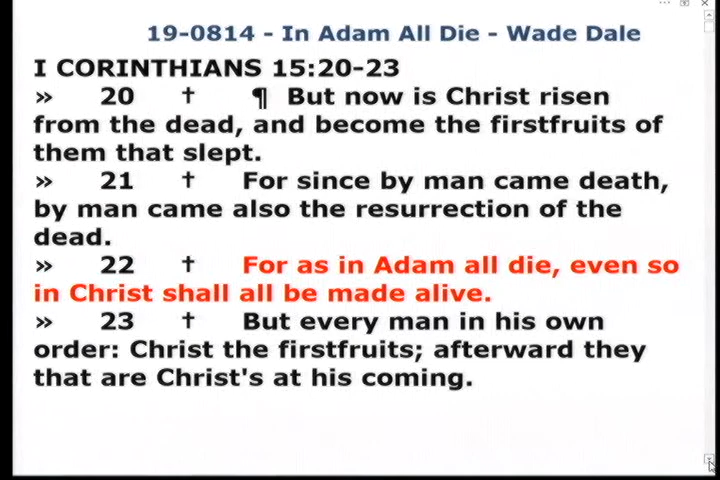 19-0814 - In Adam All Die - Wade Dale
I CORINTHIANS 15:20-23
» 20 † ¶ But now is Christ risen
from the dead, and become the firstfruits of
them that slept.
» 21 † For since by man came death,
by man came also the resurrection of the
dead.
» 22 † For as in Adam all die, even so
in Christ shall all be made alive.
» 23 † But every man in his own
order: Christ the firstfruits; afterward they
that are Christ's at his coming.